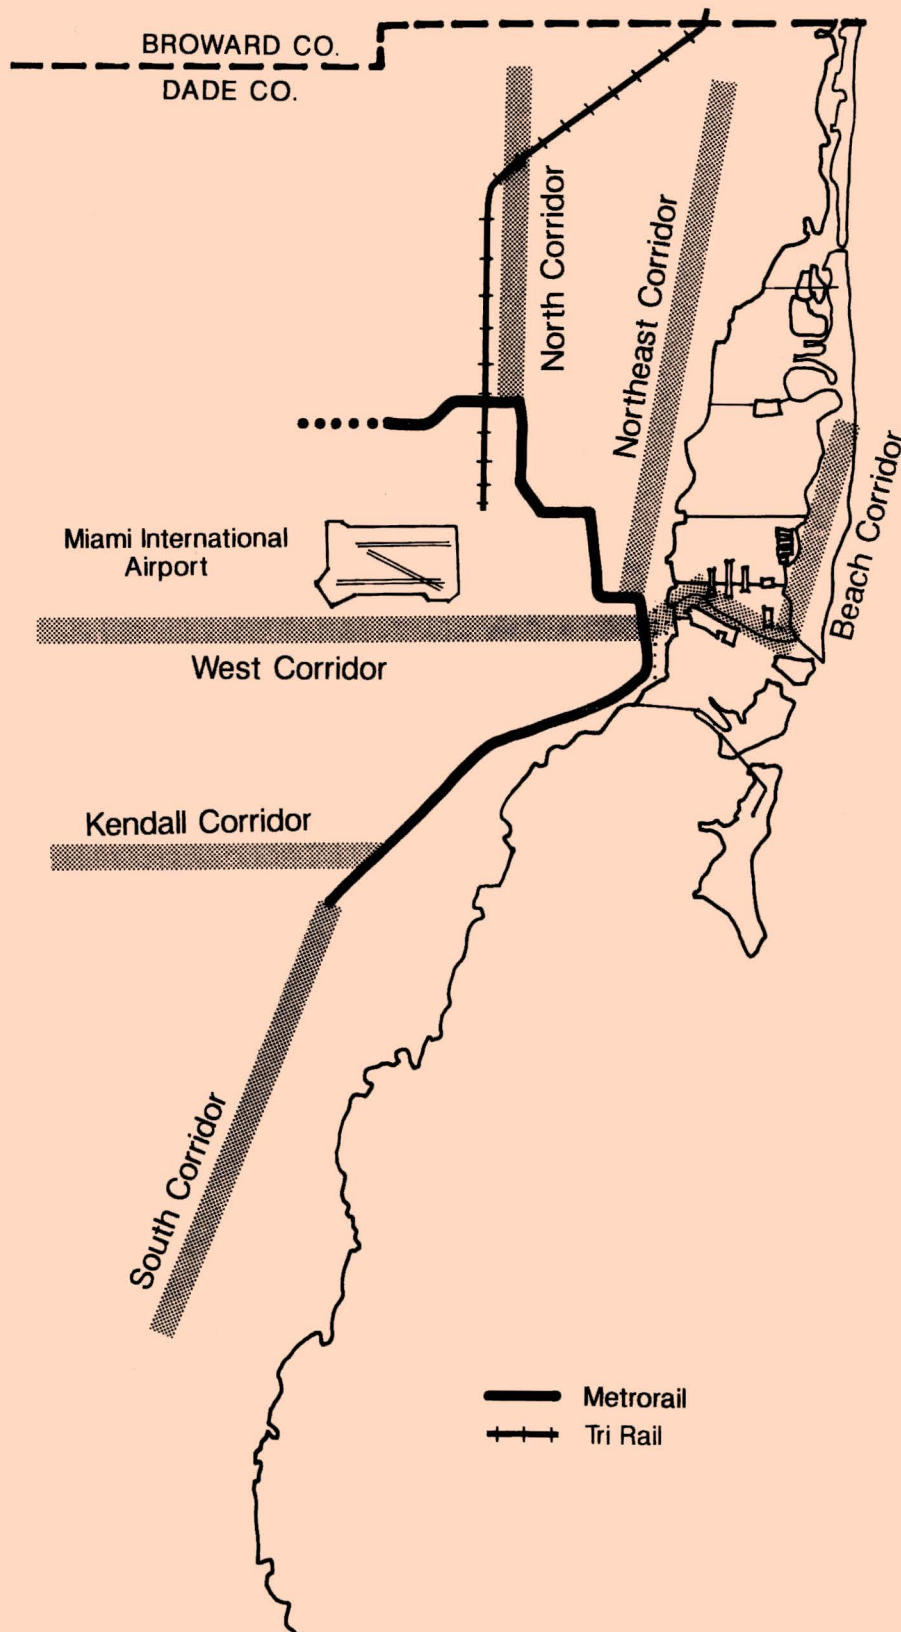 BROWARD CO.
DADE CO.
North Corridor
Northeast Corridor
Miami International
Airport
Beach Corridor
West Corridor
Kendall Corridor
South Corridor
Metrorail
Tri Rail